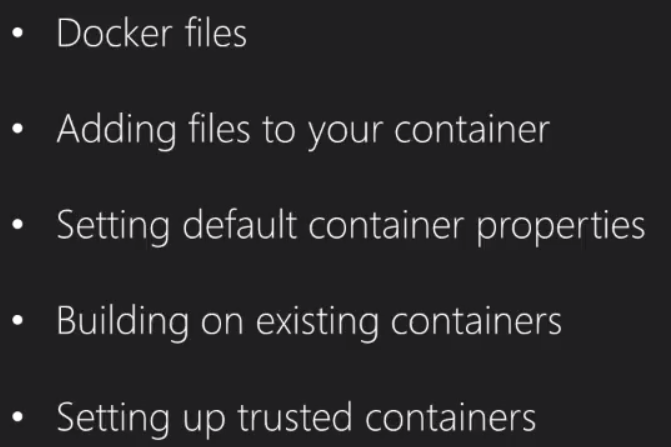 • Docker files
• Adding files to your container
• Setting default container properties
• Building on existing containers
• Setting up trusted containers